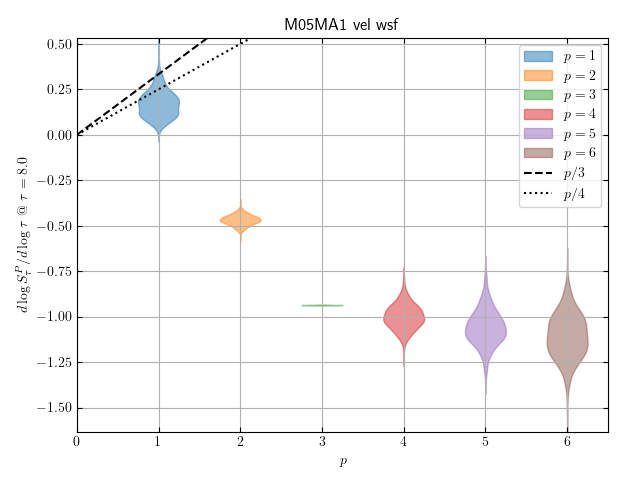 M05MA1 vel wsf
d log S_τ^p / d log τ @ τ = 8.0
0.50
0.25
0.00
−0.25
−0.50
−0.75
−1.00
−1.25
−1.50
0 1 2 3 4 5 6
p
p = 1
p = 2
p = 3
p = 4
p = 5
p = 6
p/3
p/4